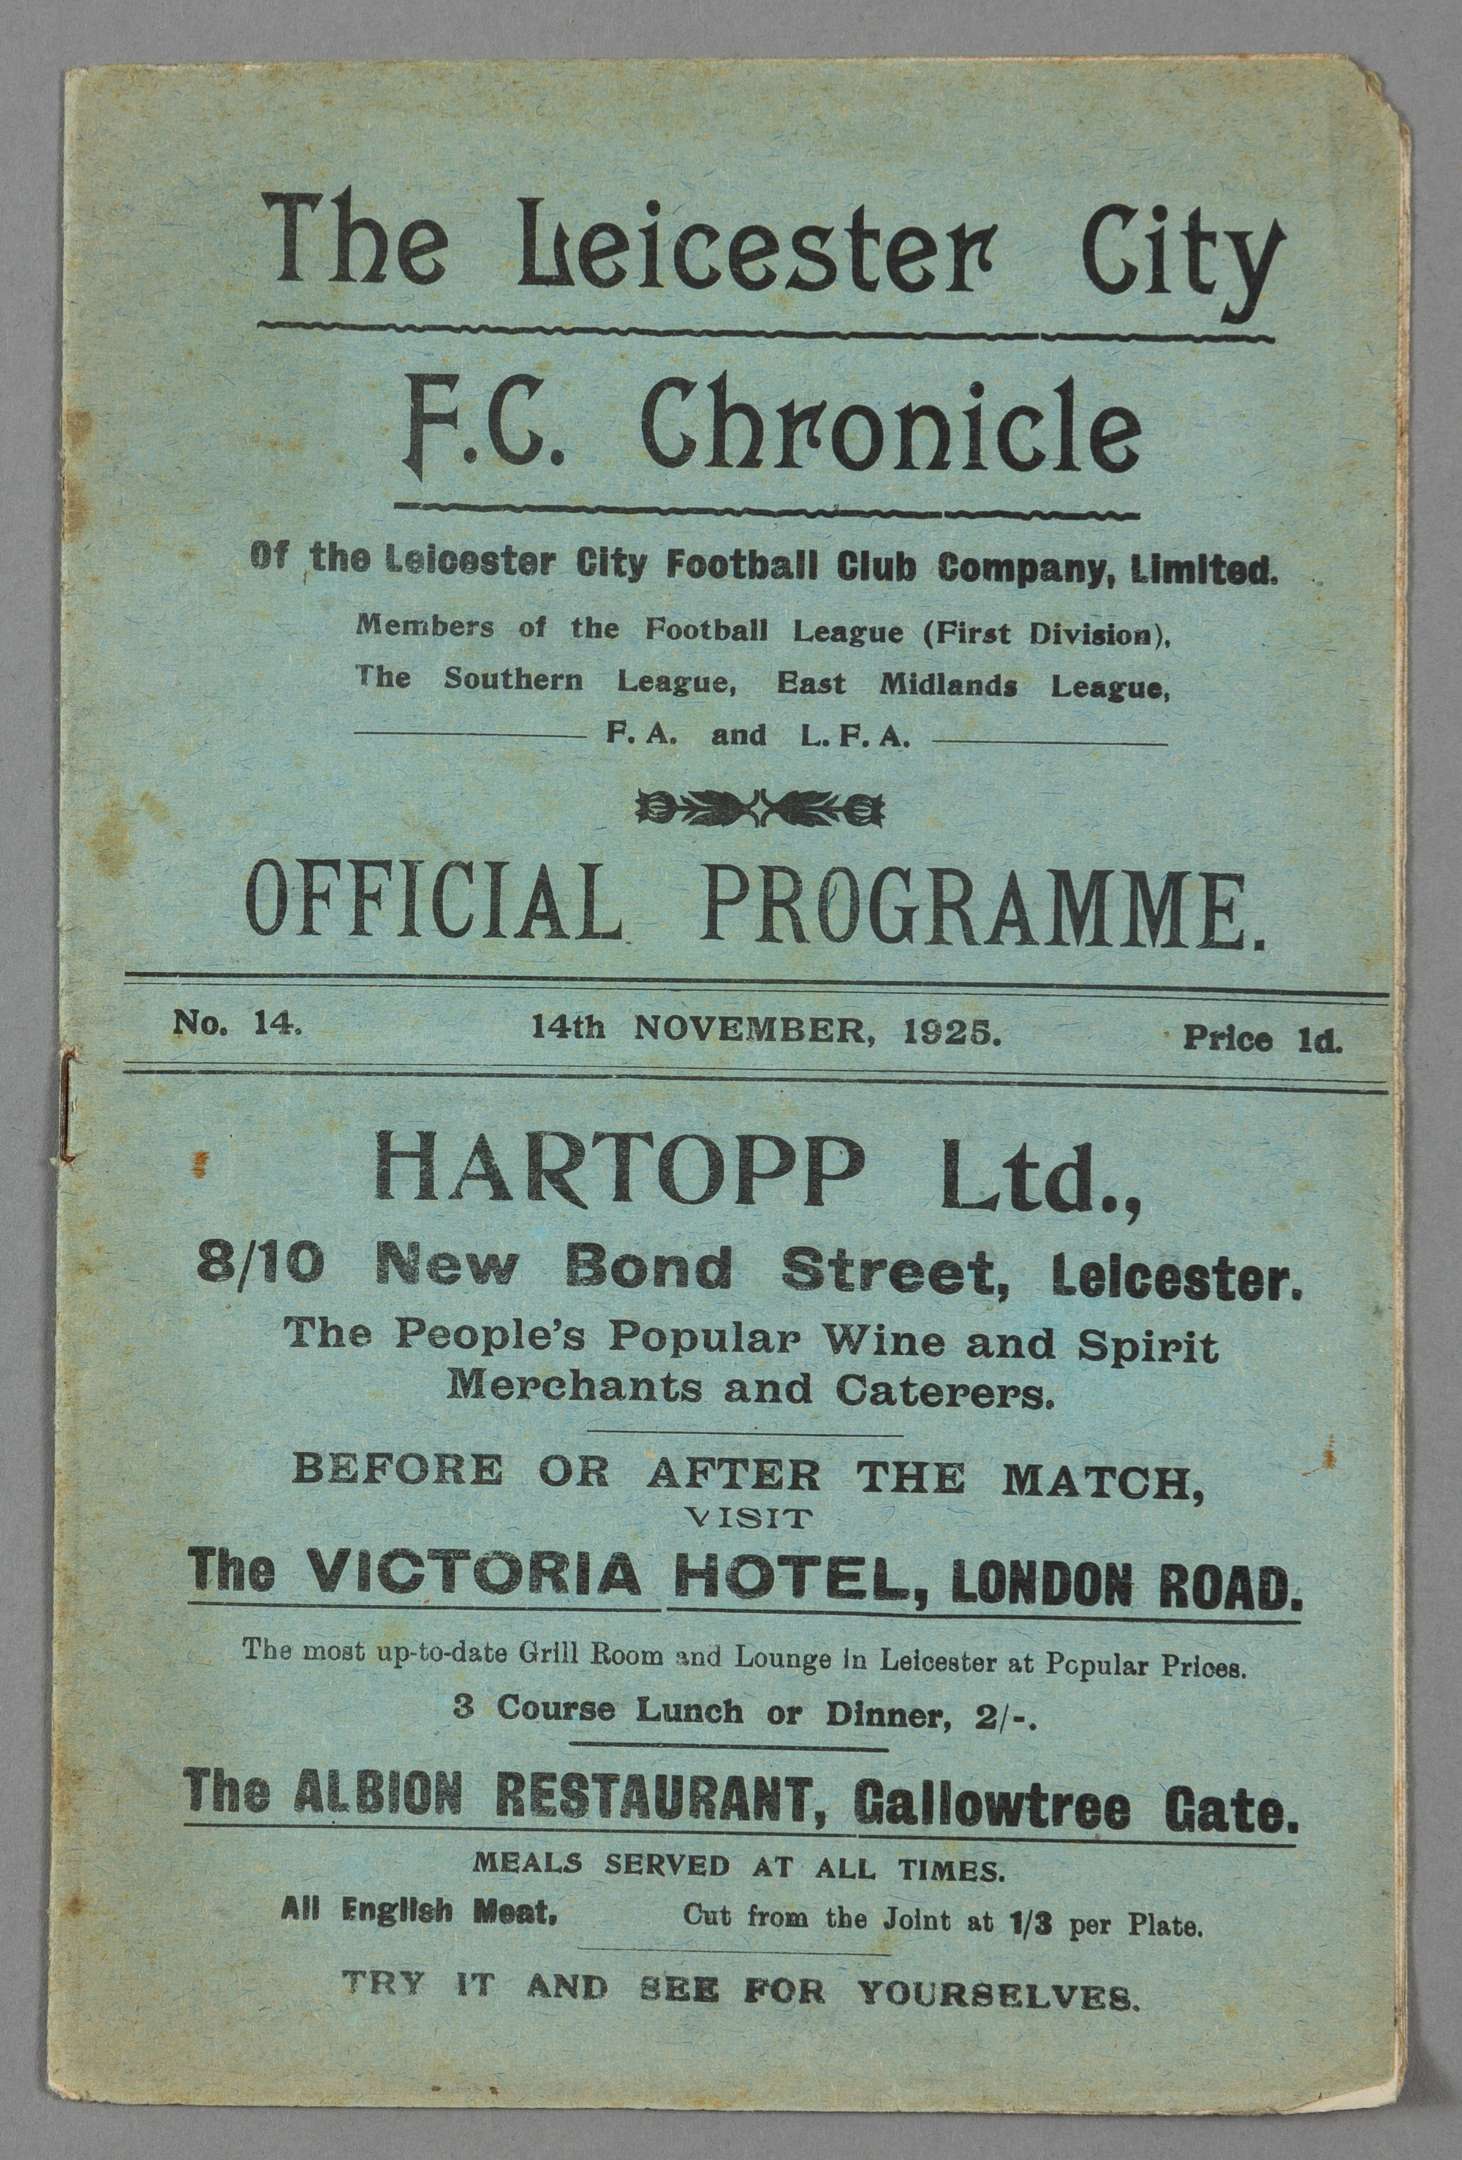 The Leicester City
F.C. Chronicle
Of the Leicester City Football Club Company, Limited.
Members of the Football League (First Division),
The Southern League, East Midlands League,
F. A. and L. F. A.
OFFICIAL PROGRAMME.
No. 14. 14th NOVEMBER, 1925. Price 1d.
HARTOPP Ltd.,
8/10 New Bond Street, Leicester.
The People's Popular Wine and Spirit
Merchants and Caterers.
BEFORE OR AFTER THE MATCH,
VISIT
The VICTORIA HOTEL, LONDON ROAD.
The most up-to-date Grill Room and Lounge in Leicester at Popular Prices.
3 Course Lunch or Dinner, 2/-.
The ALBION RESTAURANT, Gallowtree Gate.
MEALS SERVED AT ALL TIMES.
All English Meat. Cut from the Joint at 1/3 per Plate.
TRY IT AND SEE FOR YOURSELVES.